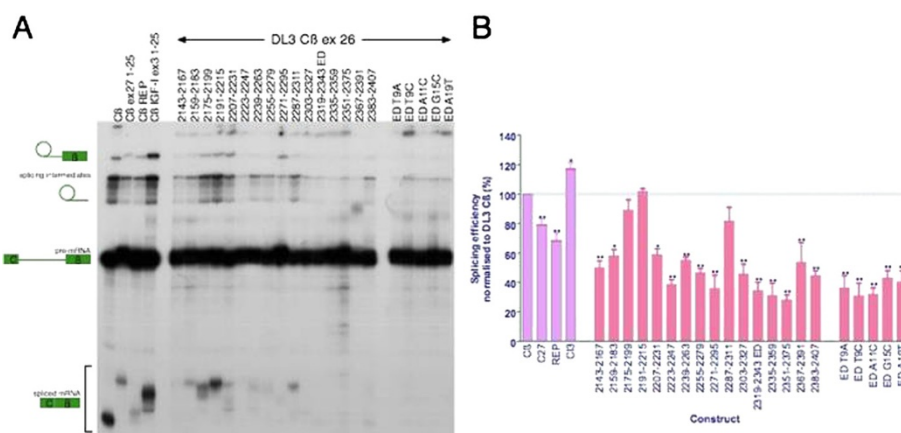 A
DL3 Cß ex 26
Cß
Cß ex27 1-25
Cß REP
Cß IGF-I ex3 1-25
2143-2167
2159-2183
2175-2199
2191-2215
2207-2231
2223-2247
2239-2263
2255-2279
2271-2295
2287-2311
2303-2327
2319-2343 ED
2335-2359
2351-2375
2367-2391
2383-2407
ED T9A
ED T9C
ED A11C
ED G15C
ED A19T
B
splicing intermediates
pre-mRNA
C B
spliced mRNA
C B
B
Splicing efficiency
normalised to DL3 Cß (%)
140
120
100
80
60
40
20
0
Cß
C27
REP
CI3
2143-2167
2159-2183
2175-2199
2191-2215
2207-2231
2223-2247
2239-2263
2255-2279
2271-2295
2287-2311
2303-2327
2319-2343 ED
2335-2359
2351-2375
2367-2391
2383-2407
ED T9A
ED T9C
ED A11C
ED G15C
ED A19T
Construct